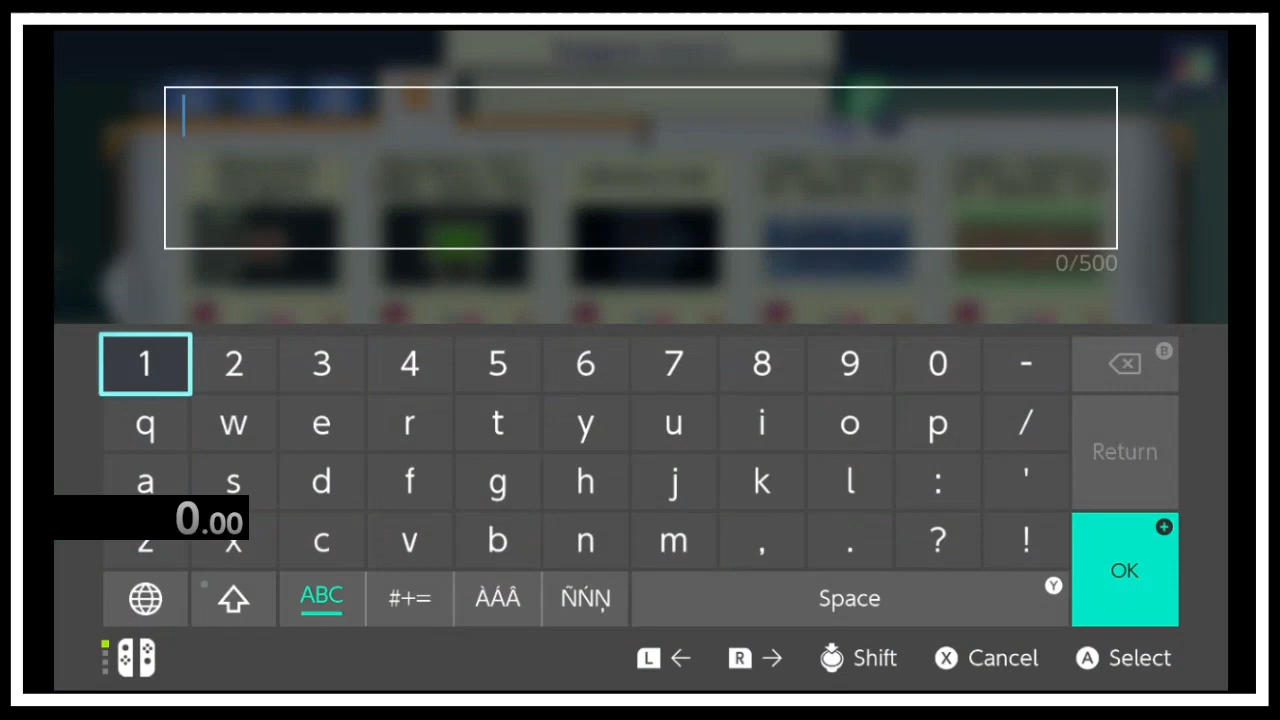 0/500
1 2 3 4 5 6 7 8 9 0 -
q w e r t y u i o p /
Return
a s d f g h j k l : '
0.00
z x c v b n m , . ? !
OK
ABC #+= ÀÁÂ ÑŃŅ Space
L ← R → Shift X Cancel A Select
B
+
Y